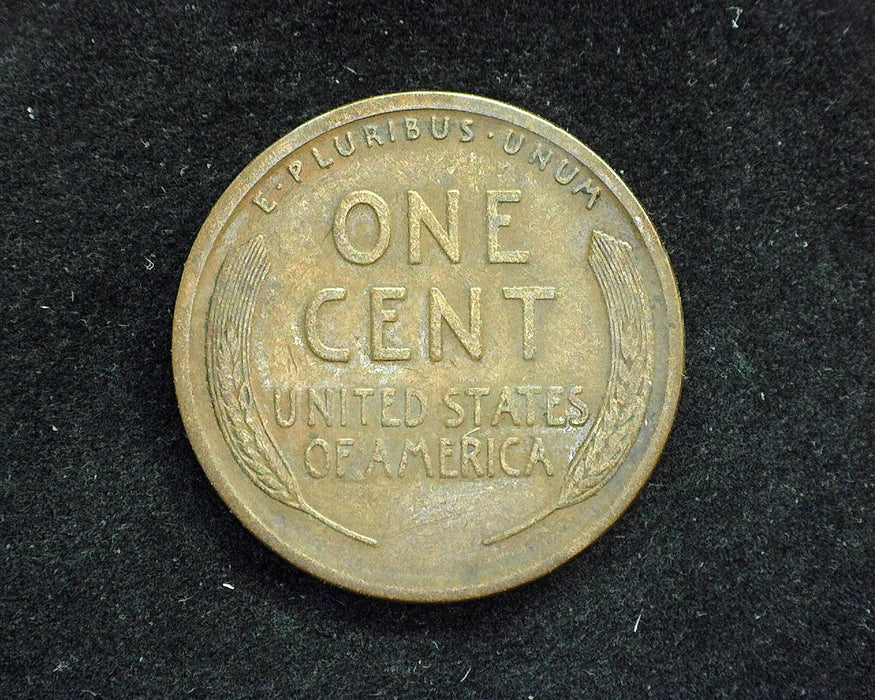 E·PLURIBUS·UNUM
ONE
CENT
UNITED STATES
OF AMERICA